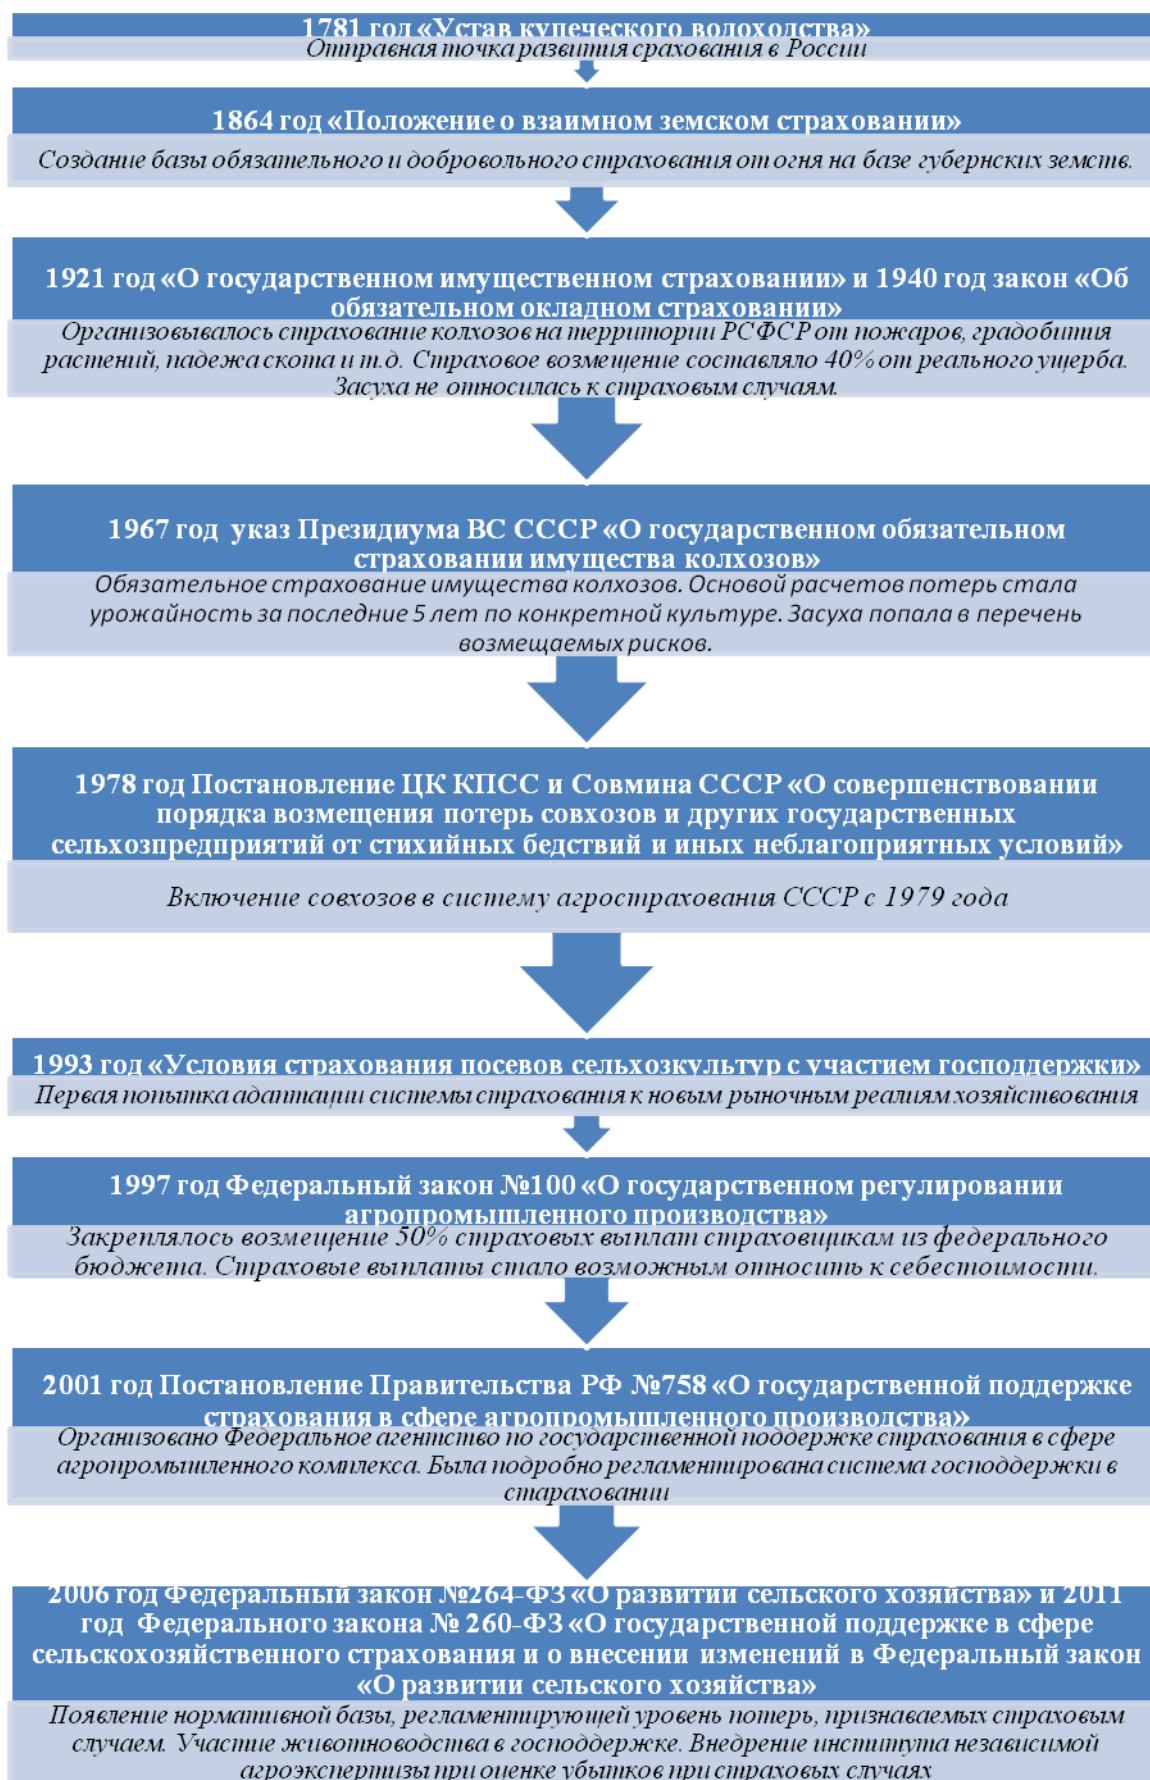 1781 год «Устав купеческого водоходства»
Отправная точка развития срахования в России
1864 год «Положение о взаимном земском страховании»
Создание базы обязательного и добровольного страхования от огня на базе губернских земств.
1921 год «О государственном имущественном страховании» и 1940 год закон «Об
обязательном окладном страховании»
Организовывалось страхование колхозов на территории РСФСР от пожаров, градобития
растений, падежа скота и т.д. Страховое возмещение составляло 40% от реального ущерба.
Засуха не относилась к страховым случаям.
1967 год указ Президиума ВС СССР «О государственном обязательном
страховании имущества колхозов»
Обязательное страхование имущества колхозов. Основой расчетов потерь стала
урожайность за последние 5 лет по конкретной культуре. Засуха попала в перечень
возмещаемых рисков.
1978 год Постановление ЦК КПСС и Совмина СССР «О совершенствовании
порядка возмещения потерь совхозов и других государственных
сельхозпредприятий от стихийных бедствий и иных неблагоприятных условий»
Включение совхозов в систему агрострахования СССР с 1979 года
1993 год «Условия страхования посевов сельхозкультур с участием господдержки»
Первая попытка адаптации системы страхования к новым рыночным реалиям хозяйствования
1997 год Федеральный закон №100 «О государственном регулировании
агропромышленного производства»
Закреплялось возмещение 50% страховых выплат страховщикам из федерального
бюджета. Страховые выплаты стало возможным относить к себестоимости.
2001 год Постановление Правительства РФ №758 «О государственной поддержке
страхования в сфере агропромышленного производства»
Организовано Федеральное агентство по государственной поддержке страхования в сфере
агропромышленного комплекса. Была подробно регламентирована система господдержки в
стараховании
2006 год Федеральный закон №264-ФЗ «О развитии сельского хозяйства» и 2011
год Федерального закона № 260-ФЗ «О государственной поддержке в сфере
сельскохозяйственного страхования и о внесении изменений в Федеральный закон
«О развитии сельского хозяйства»
Появление нормативной базы, регламентирующей уровень потерь, признаваемых страховым
случаем. Участие животноводства в господдержке. Внедрение института независимой
агроэкспертизы при оценке убытков при страховых случаях